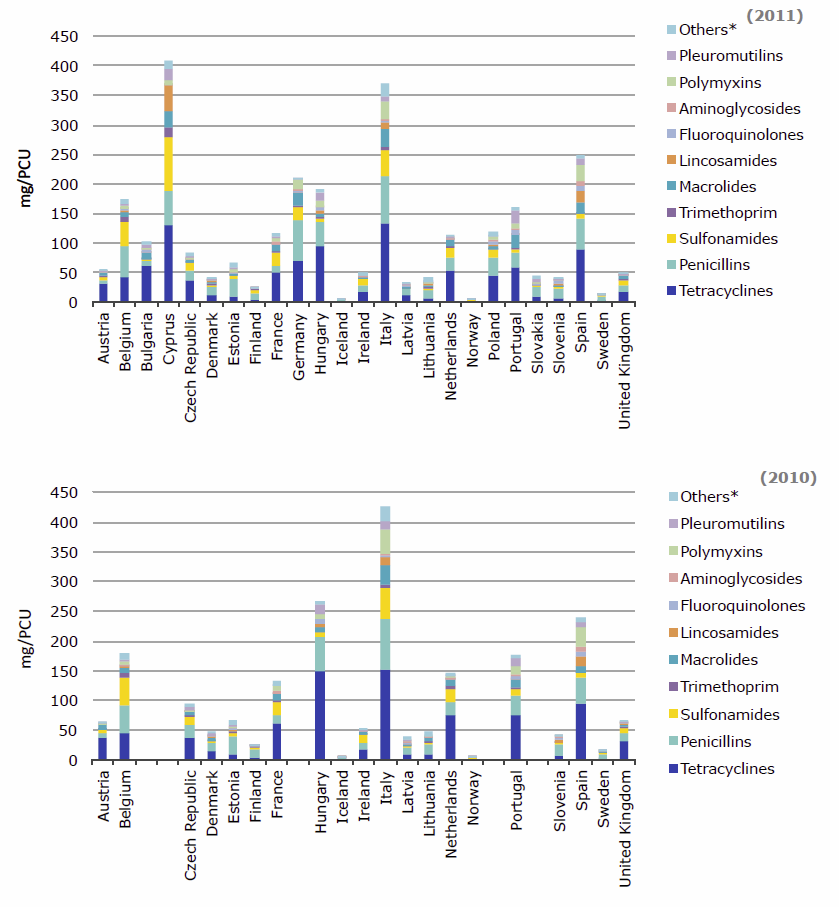 (2011)
450
400
350
300
250
200
150
100
50
0
mg/PCU
Austria
Belgium
Bulgaria
Cyprus
Czech Republic
Denmark
Estonia
Finland
France
Germany
Hungary
Iceland
Ireland
Italy
Latvia
Lithuania
Netherlands
Norway
Poland
Portugal
Slovakia
Slovenia
Spain
Sweden
United Kingdom
Others*
Pleuromutilins
Polymyxins
Aminoglycosides
Fluoroquinolones
Lincosamides
Macrolides
Trimethoprim
Sulfonamides
Penicillins
Tetracyclines
(2010)
450
400
350
300
250
200
150
100
50
0
mg/PCU
Austria
Belgium
Czech Republic
Denmark
Estonia
Finland
France
Hungary
Iceland
Ireland
Italy
Latvia
Lithuania
Netherlands
Norway
Portugal
Slovenia
Spain
Sweden
United Kingdom
Others*
Pleuromutilins
Polymyxins
Aminoglycosides
Fluoroquinolones
Lincosamides
Macrolides
Trimethoprim
Sulfonamides
Penicillins
Tetracyclines